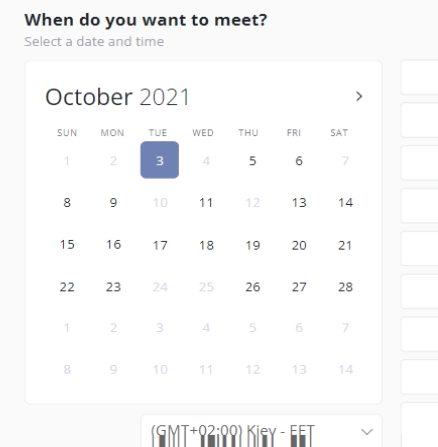 When do you want to meet?
Select a date and time
October 2021
SUN MON TUE WED THU FRI SAT
1 2 3 4 5 6 7
8 9 10 11 12 13 14
15 16 17 18 19 20 21
22 23 24 25 26 27 28
1 2 3 4 5 6 7
8 9 10 11 12 13 14
(GMT+02:00) Kiev - EET